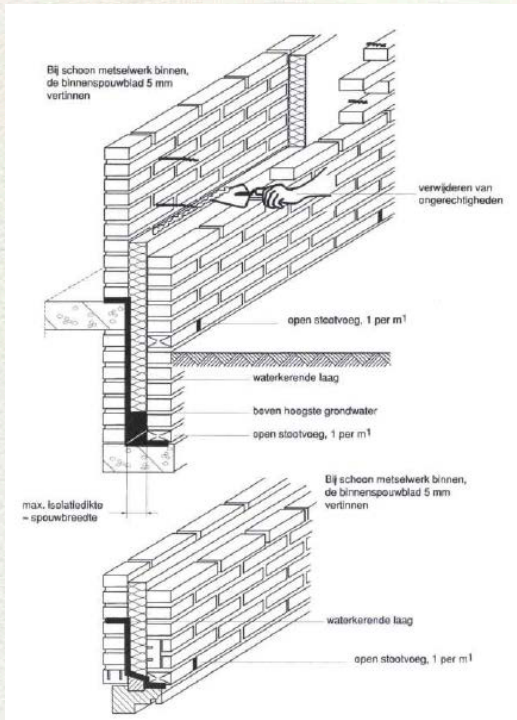 Bij schoon metselwerk binnen,
de binnenspouwblad 5 mm
vertinnen
verwijderen van
ongerechtigheden
open stootvoeg, 1 per m1
waterkerende laag
boven hoogste grondwater
open stootvoeg, 1 per m1
max. isolatiedikte
= spouwbreedte
Bij schoon metselwerk binnen,
de binnenspouwblad 5 mm
vertinnen
waterkerende laag
open stootvoeg, 1 per m1